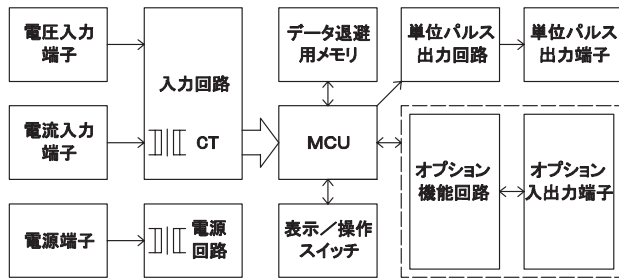 電圧入力
端子
電流入力
端子
電源端子
入力回路
CT
電源
回路
データ退避
用メモリ
MCU
表示／操作
スイッチ
単位パルス
出力回路
単位パルス
出力端子
オプション
機能回路
オプション
入出力端子